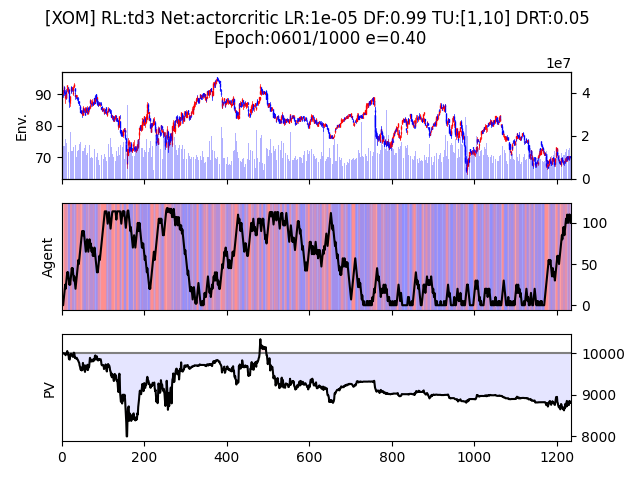 [XOM] RL:td3 Net:actorcritic LR:1e-05 DF:0.99 TU:[1,10] DRT:0.05
Epoch:0601/1000 e=0.40
1e7
Env.
90
80
70
4
2
0
Agent
100
50
0
PV
10000
9000
8000
0 200 400 600 800 1000 1200